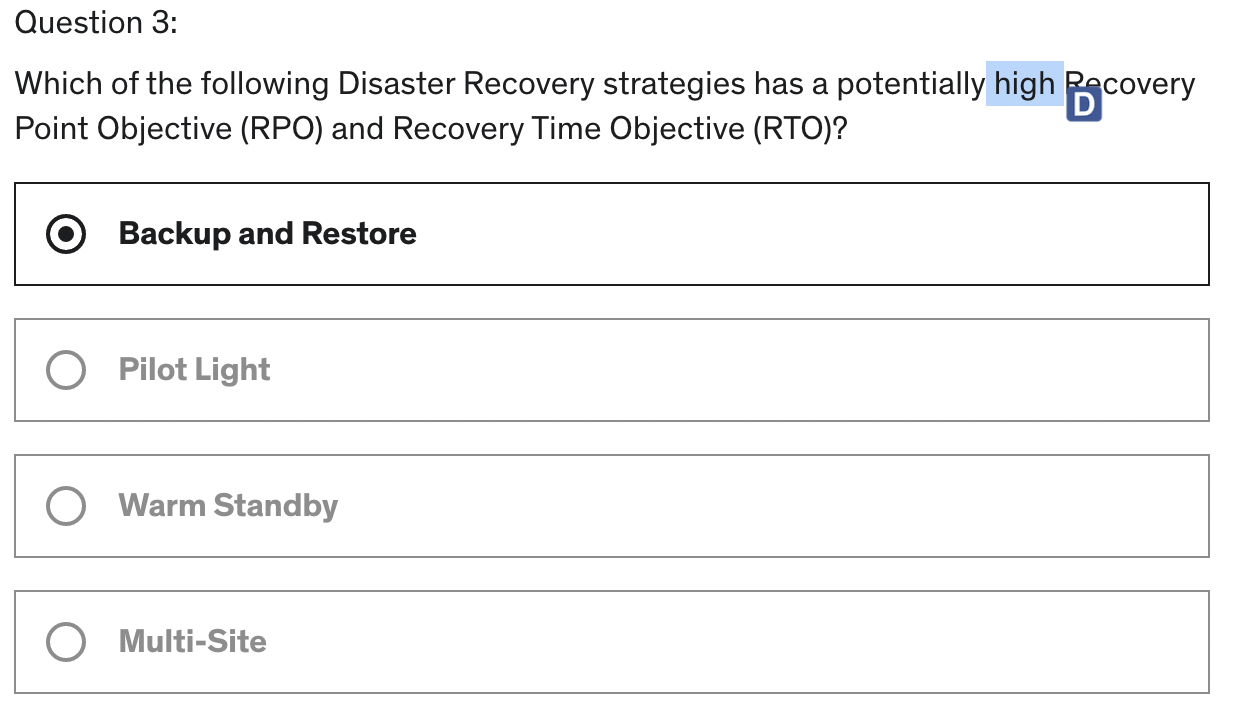 Question 3:
Which of the following Disaster Recovery strategies has a potentially high Recovery
D
Point Objective (RPO) and Recovery Time Objective (RTO)?
Backup and Restore
Pilot Light
Warm Standby
Multi-Site